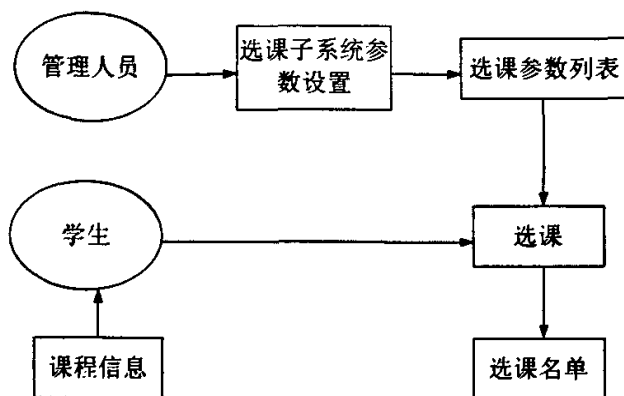 管理人员
选课子系统参
数设置
选课参数列表
学生
选课
课程信息
选课名单